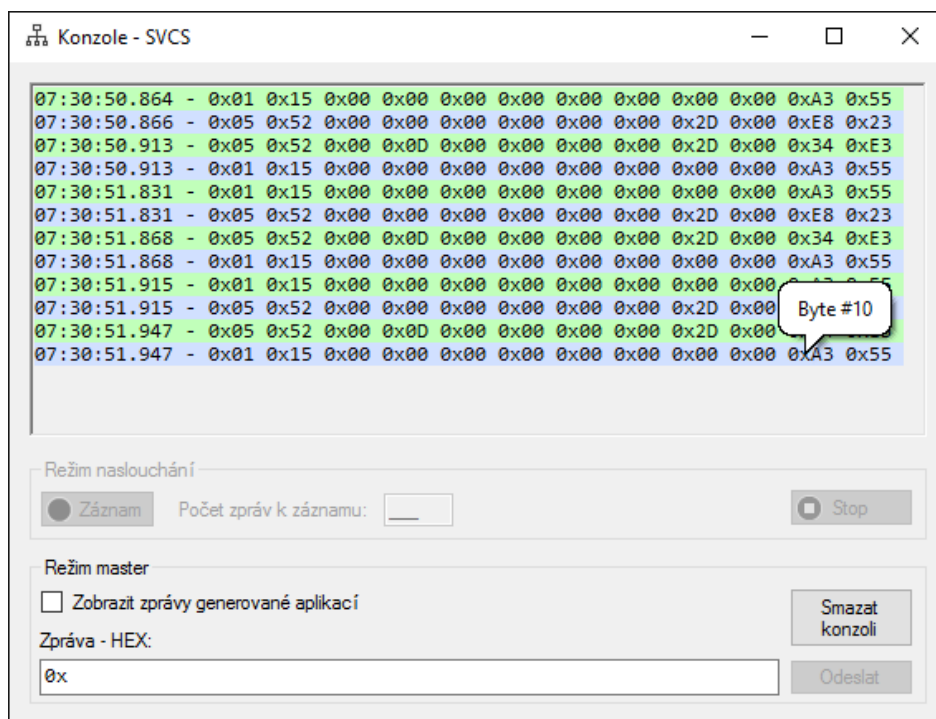 Konzole - SVCS
07:30:50.864 - 0x01 0x15 0x00 0x00 0x00 0x00 0x00 0x00 0x00 0x00 0xA3 0x55
07:30:50.866 - 0x05 0x52 0x00 0x00 0x00 0x00 0x00 0x00 0x2D 0x00 0xE8 0x23
07:30:50.913 - 0x05 0x52 0x00 0x0D 0x00 0x00 0x00 0x00 0x2D 0x00 0x34 0xE3
07:30:50.913 - 0x01 0x15 0x00 0x00 0x00 0x00 0x00 0x00 0x00 0x00 0xA3 0x55
07:30:51.831 - 0x01 0x15 0x00 0x00 0x00 0x00 0x00 0x00 0x00 0x00 0xA3 0x55
07:30:51.831 - 0x05 0x52 0x00 0x00 0x00 0x00 0x00 0x00 0x2D 0x00 0xE8 0x23
07:30:51.868 - 0x05 0x52 0x00 0x0D 0x00 0x00 0x00 0x00 0x2D 0x00 0x34 0xE3
07:30:51.868 - 0x01 0x15 0x00 0x00 0x00 0x00 0x00 0x00 0x00 0x00 0xA3 0x55
07:30:51.915 - 0x01 0x15 0x00 0x00 0x00 0x00 0x00 0x00 0x00 0x00
07:30:51.915 - 0x05 0x52 0x00 0x00 0x00 0x00 0x00 0x00 0x2D 0x00
Byte #10
07:30:51.947 - 0x05 0x52 0x00 0x0D 0x00 0x00 0x00 0x00 0x2D 0x00
07:30:51.947 - 0x01 0x15 0x00 0x00 0x00 0x00 0x00 0x00 0x00 0x00 0xA3 0x55
Režim naslouchání
Záznam Počet zpráv k záznamu: ___ Stop
Režim master
Zobrazit zprávy generované aplikací
Smazat
konzoli
Zpráva - HEX:
0x
Odeslat